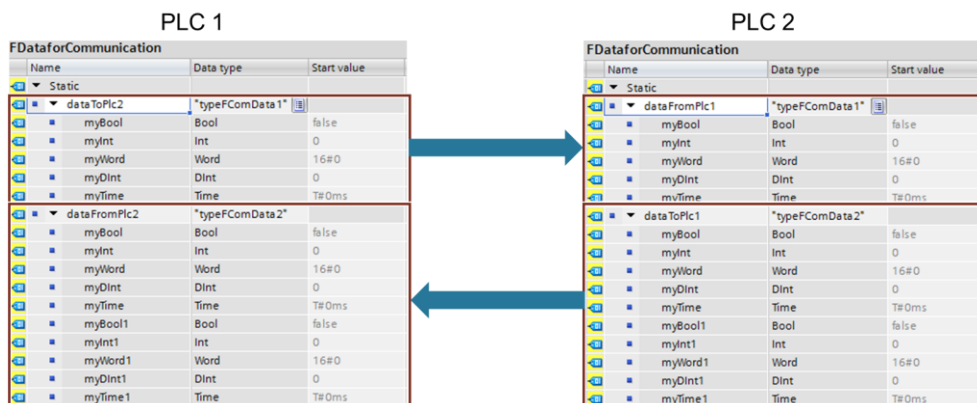 PLC 1
FDataforCommunication
Name Data type Start value
Static
dataToPlc2 "typeFComData1"
myBool Bool false
myInt Int 0
myWord Word 16#0
myDInt DInt 0
myTime Time T#0ms
dataFromPlc2 "typeFComData2"
myBool Bool false
myInt Int 0
myWord Word 16#0
myDInt DInt 0
myTime Time T#0ms
myBool1 Bool false
myInt1 Int 0
myWord1 Word 16#0
myDInt1 DInt 0
myTime1 Time T#0ms
PLC 2
FDataforCommunication
Name Data type Start value
Static
dataFromPlc1 "typeFComData1"
myBool Bool false
myInt Int 0
myWord Word 16#0
myDInt DInt 0
myTime Time T#0ms
dataToPlc1 "typeFComData2"
myBool Bool false
myInt Int 0
myWord Word 16#0
myDInt DInt 0
myTime Time T#0ms
myBool1 Bool false
myInt1 Int 0
myWord1 Word 16#0
myDInt1 DInt 0
myTime1 Time T#0ms